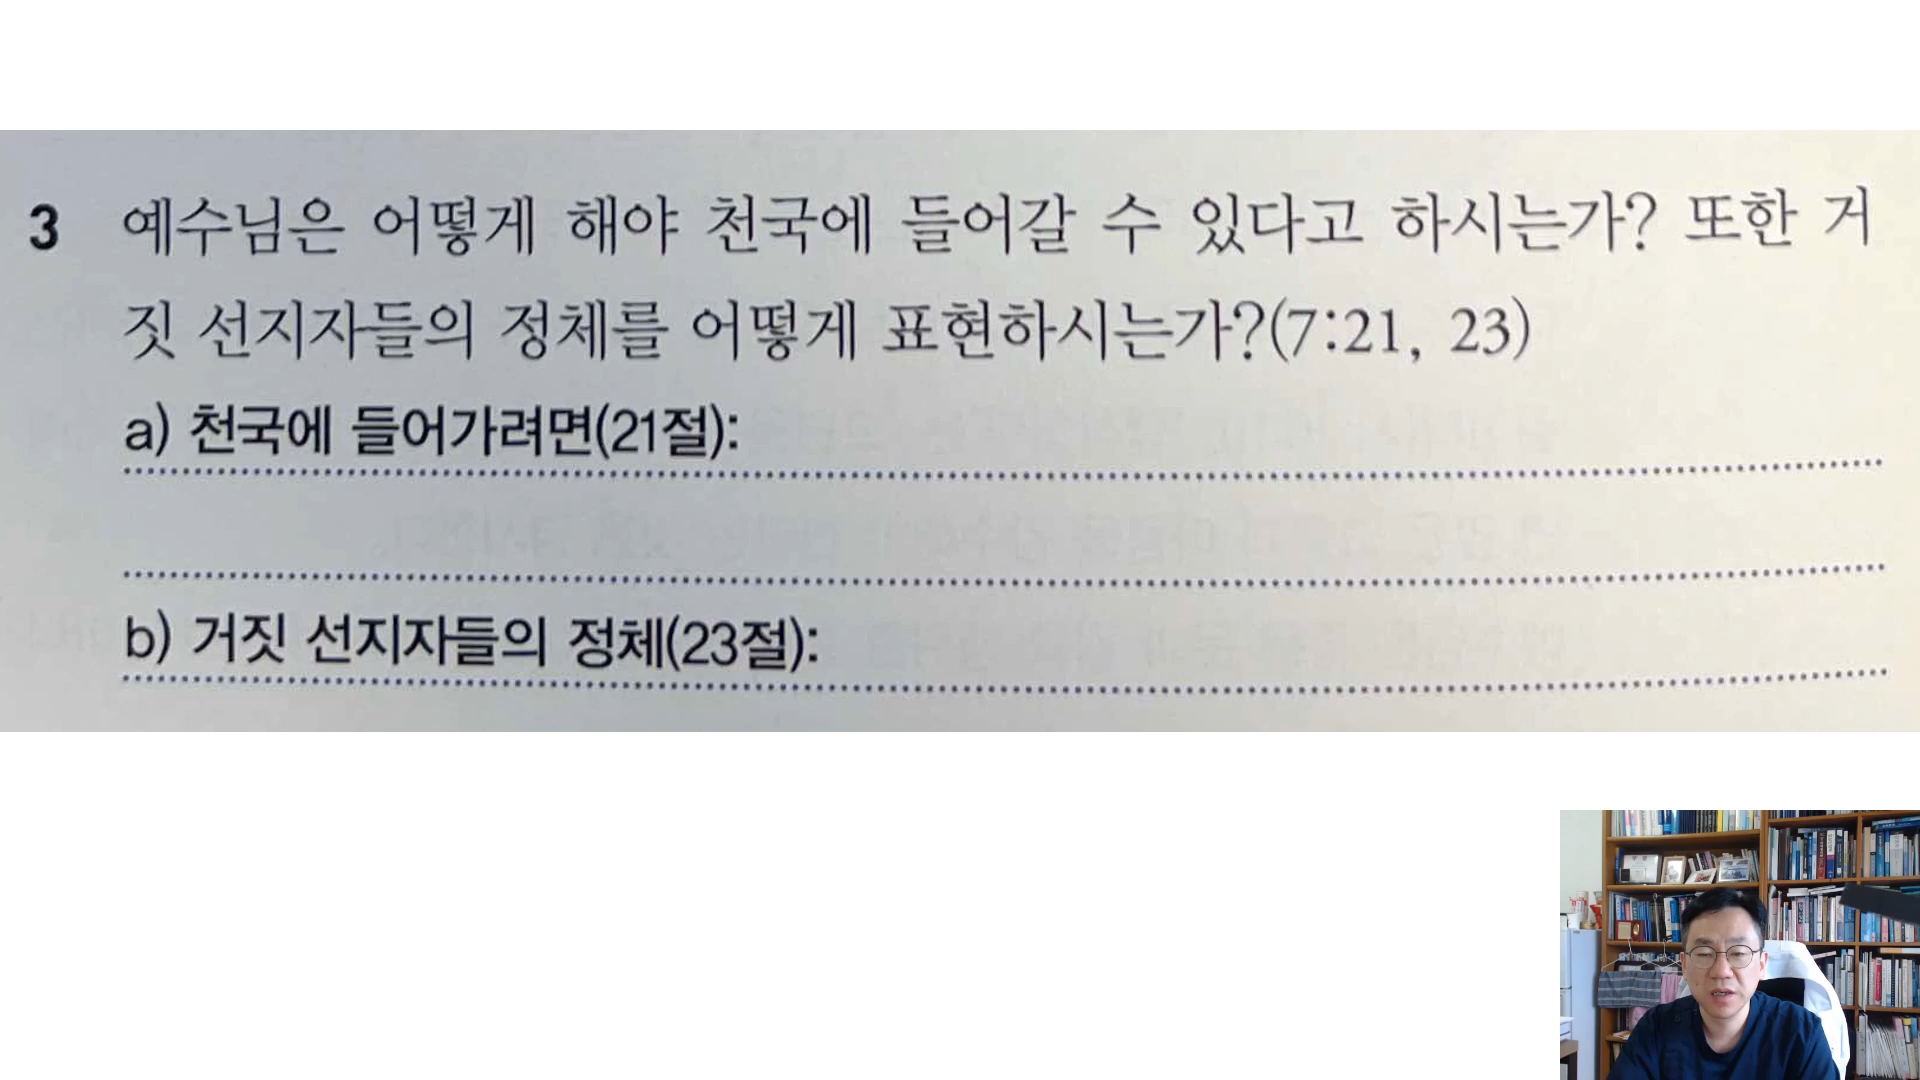 3 예수님은 어떻게 해야 천국에 들어갈 수 있다고 하시는가? 또한 거
짓 선지자들의 정체를 어떻게 표현하시는가?(7:21, 23)
a) 천국에 들어가려면(21절):
b) 거짓 선지자들의 정체(23절):